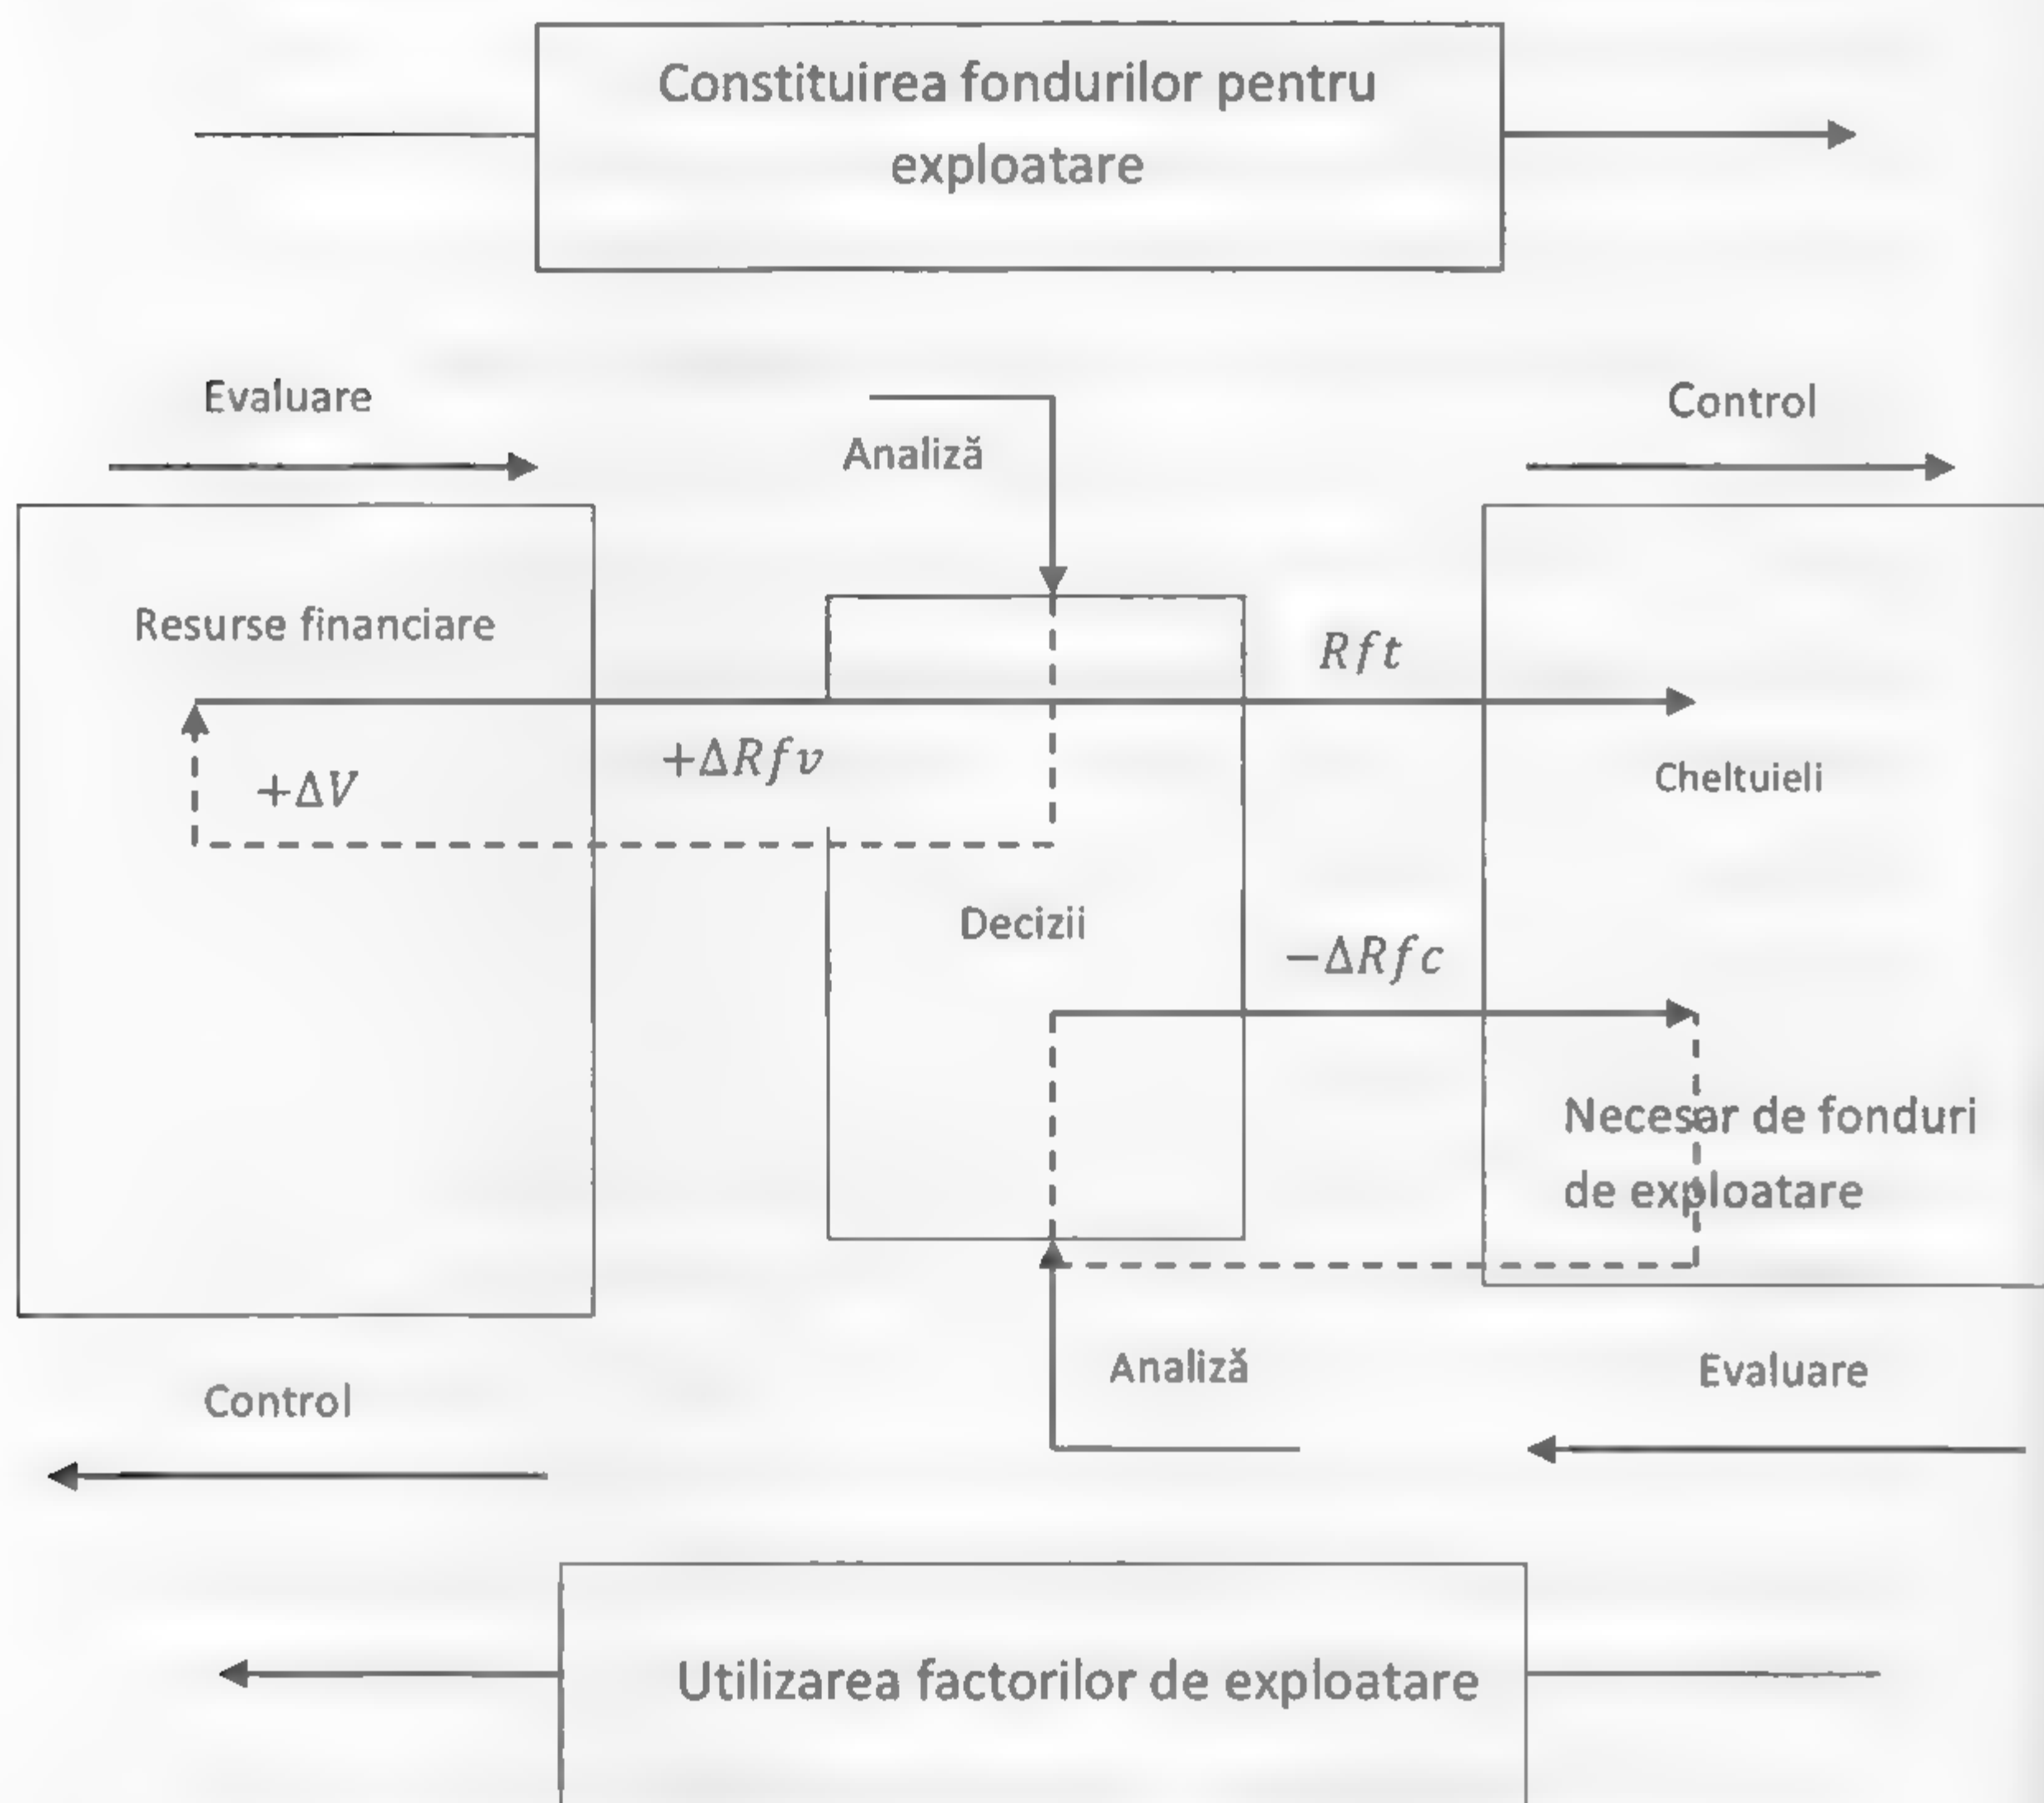 Constituirea fondurilor pentru
exploatare
Evaluare
Analiză
Control
Resurse financiare
Rft
+ΔRfv
+ΔV
Cheltuieli
Decizii
−ΔRfc
Necesar de fonduri
de exploatare
Analiză
Evaluare
Control
Utilizarea factorilor de exploatare